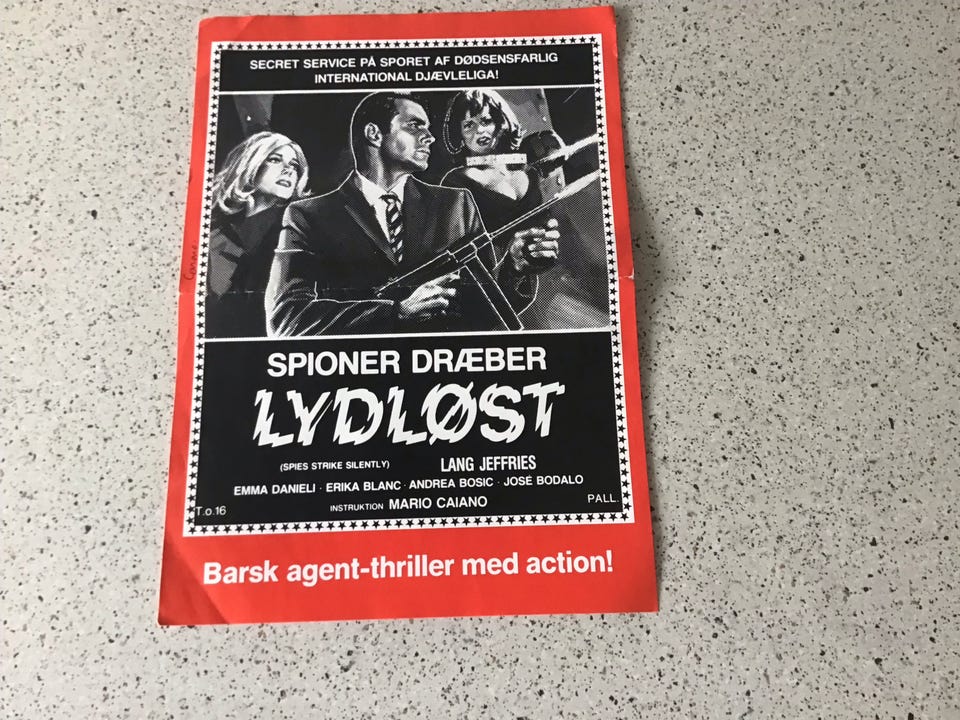 SECRET SERVICE PÅ SPORET AF DØDSENSFARLIG
INTERNATIONAL DJÆVLELIGA!
SPIONER DRÆBER
LYDLØST
(SPIES STRIKE SILENTLY) LANG JEFFRIES
EMMA DANIELI · ERIKA BLANC · ANDREA BOSIC · JOSÉ BODALO
INSTRUKTION MARIO CAIANO
T.o.16 PALL.
Barsk agent-thriller med action!